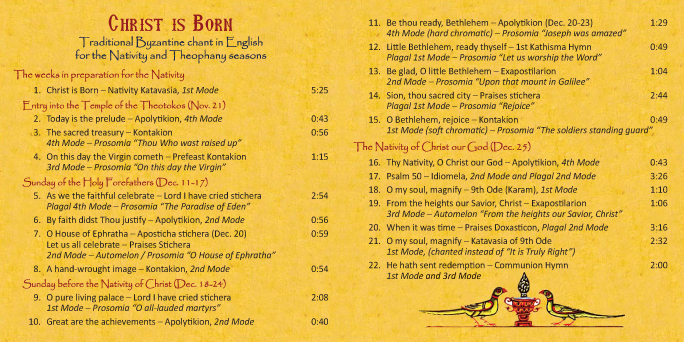 Christ is Born
Traditional Byzantine chant in English
for the Nativity and Theophany seasons
The weeks in preparation for the Nativity
1. Christ is Born – Nativity Katavasia, 1st Mode 5:25
Entry into the Temple of the Theotokos (Nov. 21)
2. Today is the prelude – Apolytikion, 4th Mode 0:43
3. The sacred treasury – Kontakion 0:56
4th Mode – Prosomia “Thou Who wast raised up”
4. On this day the Virgin cometh – Prefeast Kontakion 1:15
3rd Mode – Prosomia “On this day the Virgin”
Sunday of the Holy Forefathers (Dec. 11-17)
5. As we the faithful celebrate – Lord I have cried stichera 2:54
Plagal 4th Mode – Prosomia “The Paradise of Eden”
6. By faith didst Thou justify – Apolytikion, 2nd Mode 0:56
7. O House of Ephratha – Aposticha stichera (Dec. 20) 0:59
Let us all celebrate – Praises Stichera
2nd Mode – Automelon / Prosomia “O House of Ephratha”
8. A hand-wrought image – Kontakion, 2nd Mode 0:54
Sunday before the Nativity of Christ (Dec. 18-24)
9. O pure living palace – Lord I have cried stichera 2:08
1st Mode – Prosomia “O all-lauded martyrs”
10. Great are the achievements – Apolytikion, 2nd Mode 0:40
11. Be thou ready, Bethlehem – Apolytikion (Dec. 20-23) 1:29
4th Mode (hard chromatic) – Prosomia “Joseph was amazed”
12. Little Bethlehem, ready thyself – 1st Kathisma Hymn 0:49
Plagal 1st Mode – Prosomia “Let us worship the Word”
13. Be glad, O little Bethlehem – Exapostilarion 1:04
2nd Mode – Prosomia “Upon that mount in Galilee”
14. Sion, thou sacred city – Praises stichera 2:44
Plagal 1st Mode – Prosomia “Rejoice”
15. O Bethlehem, rejoice – Kontakion 0:49
1st Mode (soft chromatic) – Prosomia “The soldiers standing guard”
The Nativity of Christ our God (Dec. 25)
16. Thy Nativity, O Christ our God – Apolytikion, 4th Mode 0:43
17. Psalm 50 – Idiomela, 2nd Mode and Plagal 2nd Mode 3:26
18. O my soul, magnify – 9th Ode (Karam), 1st Mode 1:10
19. From the heights our Savior, Christ – Exapostilarion 1:06
3rd Mode – Automelon “From the heights our Savior, Christ”
20. When it was time – Praises Doxasticon, Plagal 2nd Mode 3:16
21. O my soul, magnify – Katavasia of 9th Ode 2:32
1st Mode, (chanted instead of “It is Truly Right”)
22. He hath sent redemption – Communion Hymn 2:00
1st Mode and 3rd Mode